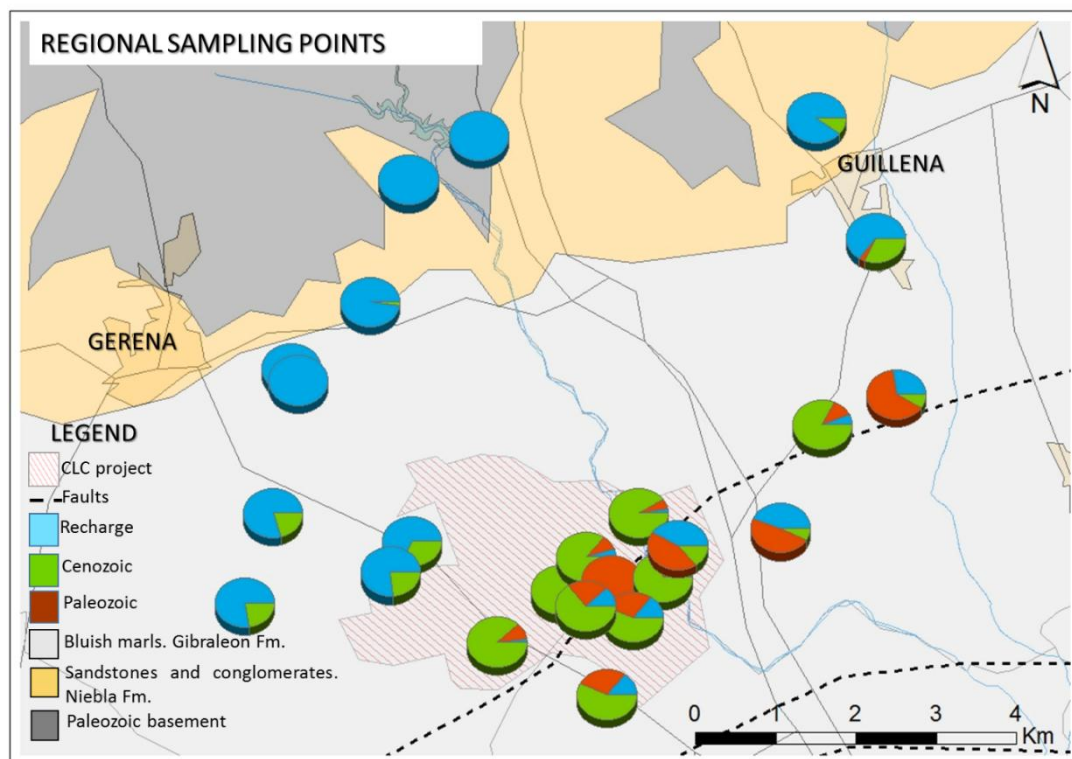 REGIONAL SAMPLING POINTS
N
GUILLENA
GERENA
LEGEND
CLC project
Faults
Recharge
Cenozoic
Paleozoic
Bluish marls. Gibraleon Fm.
Sandstones and conglomerates.
Niebla Fm.
Paleozoic basement
0 1 2 3 4
Km